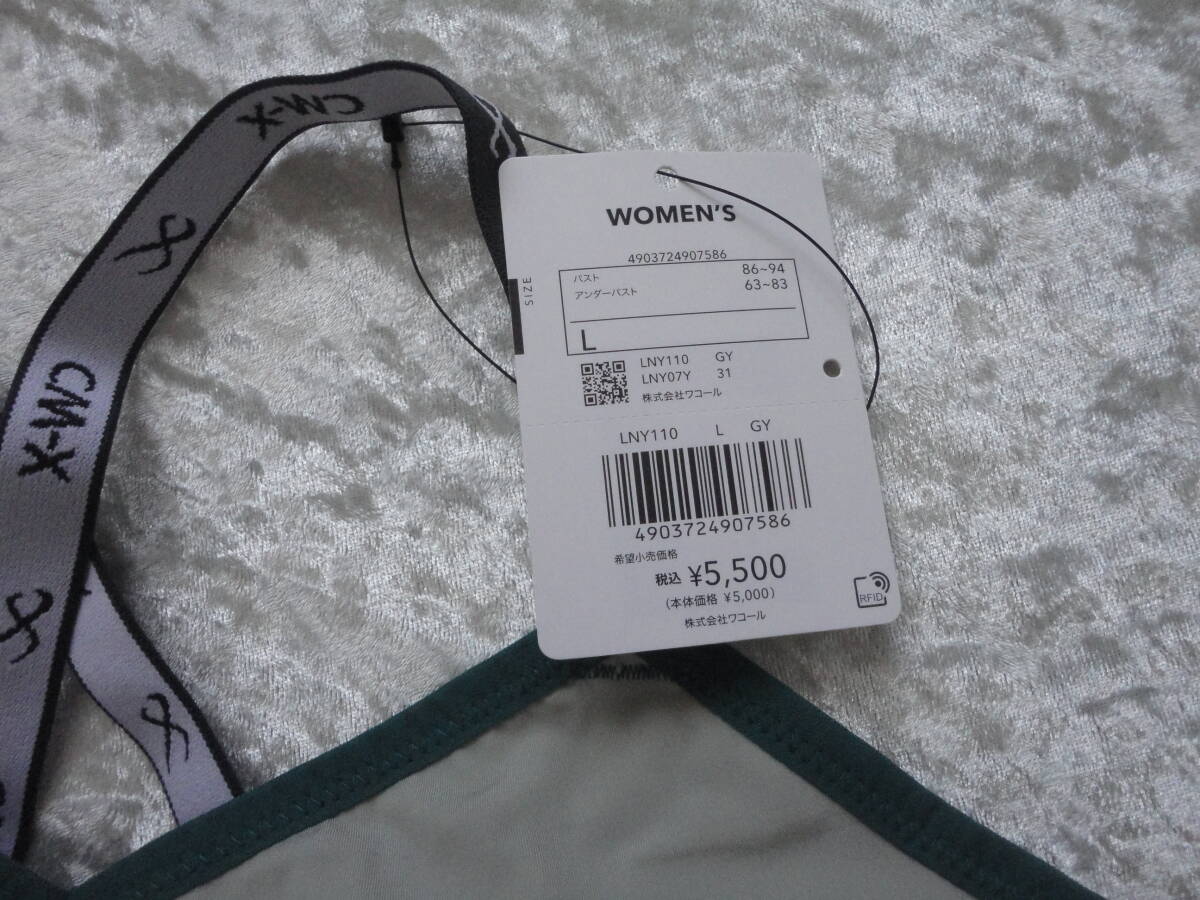 CM-X
CM-X
WOMEN'S
4903724907586
SIZE
バスト 86~94
アンダーバスト 63~83
L
LNY110 GY
LNY07Y 31
株式会社ワコール
LNY110 L GY
4903724907586
希望小売価格
税込 ¥5,500
(本体価格 ¥5,000)
株式会社ワコール
RFID